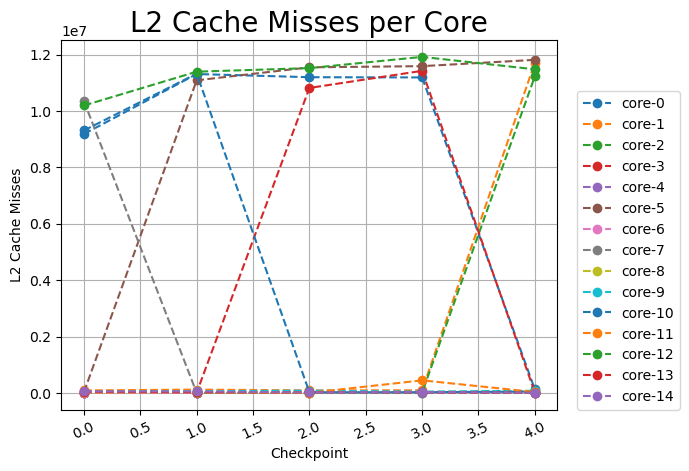 L2 Cache Misses per Core
1e7
1.2
1.0
0.8
0.6
0.4
0.2
0.0
L2 Cache Misses
0.0 0.5 1.0 1.5 2.0 2.5 3.0 3.5 4.0
Checkpoint
core-0
core-1
core-2
core-3
core-4
core-5
core-6
core-7
core-8
core-9
core-10
core-11
core-12
core-13
core-14